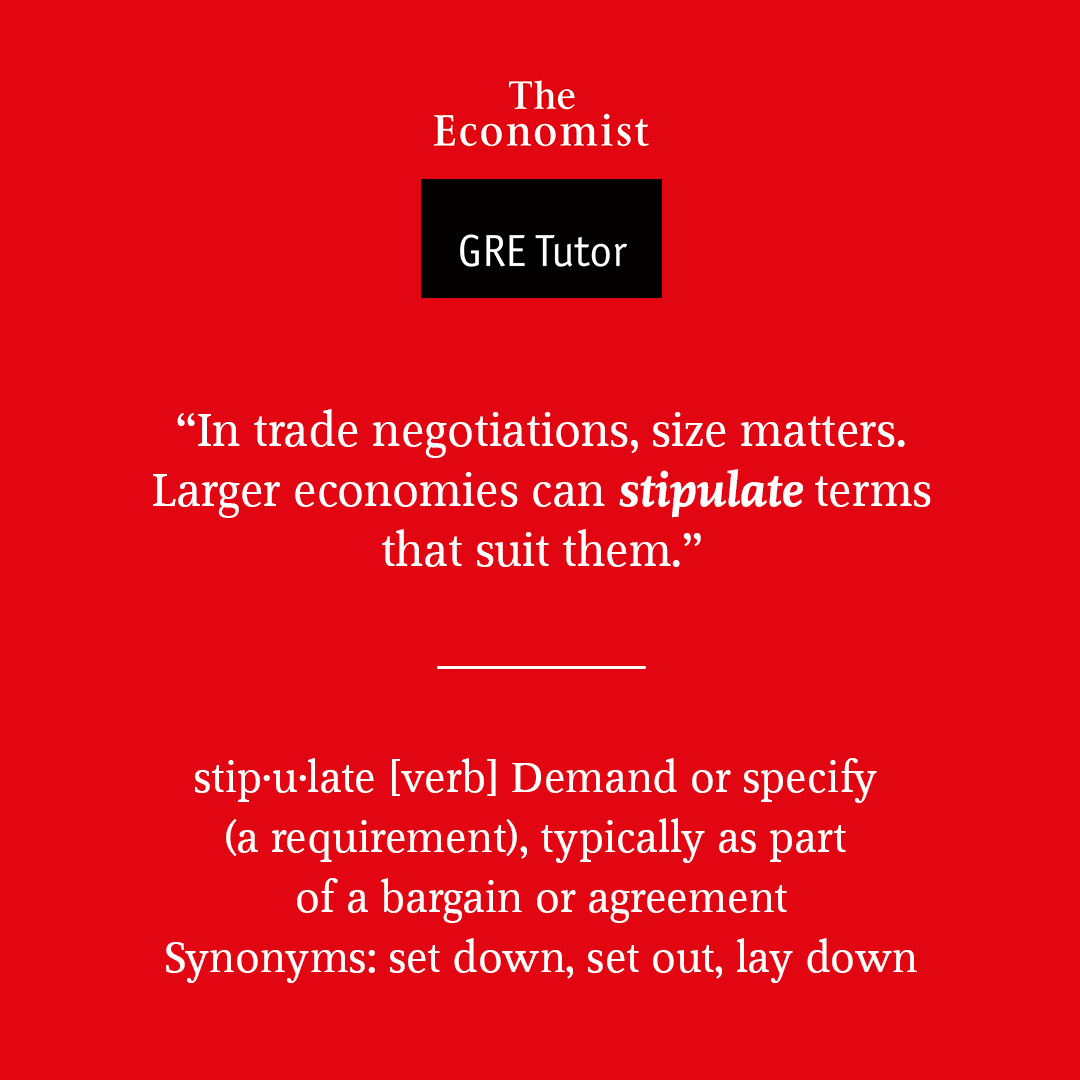 The
Economist
GRE Tutor
“In trade negotiations, size matters.
Larger economies can stipulate terms
that suit them.”
stip·u·late [verb] Demand or specify
(a requirement), typically as part
of a bargain or agreement
Synonyms: set down, set out, lay down